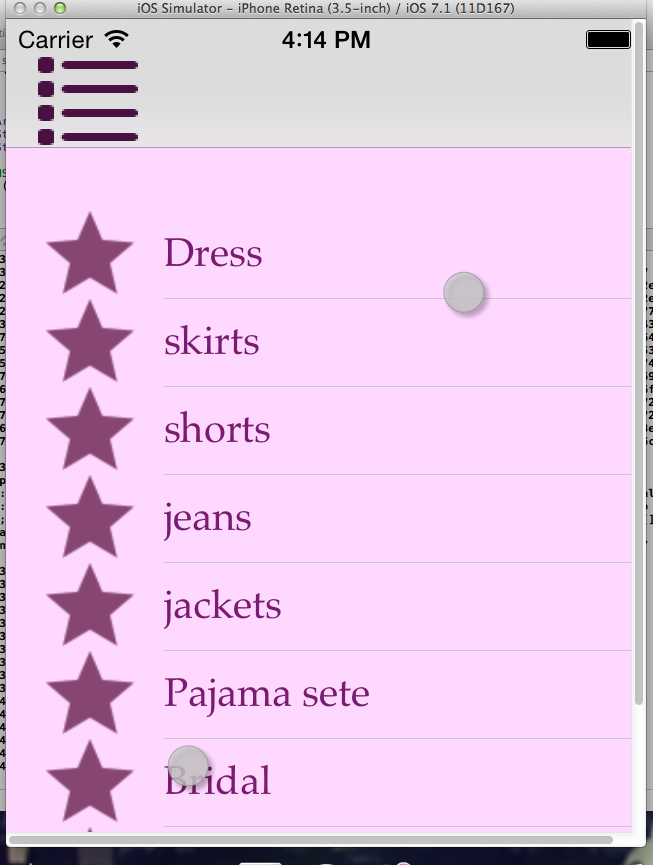 iOS Simulator - iPhone Retina (3.5-inch) / iOS 7.1 (11D167)
Carrier 4:14 PM
Dress
skirts
shorts
jeans
jackets
Pajama sete
Bridal